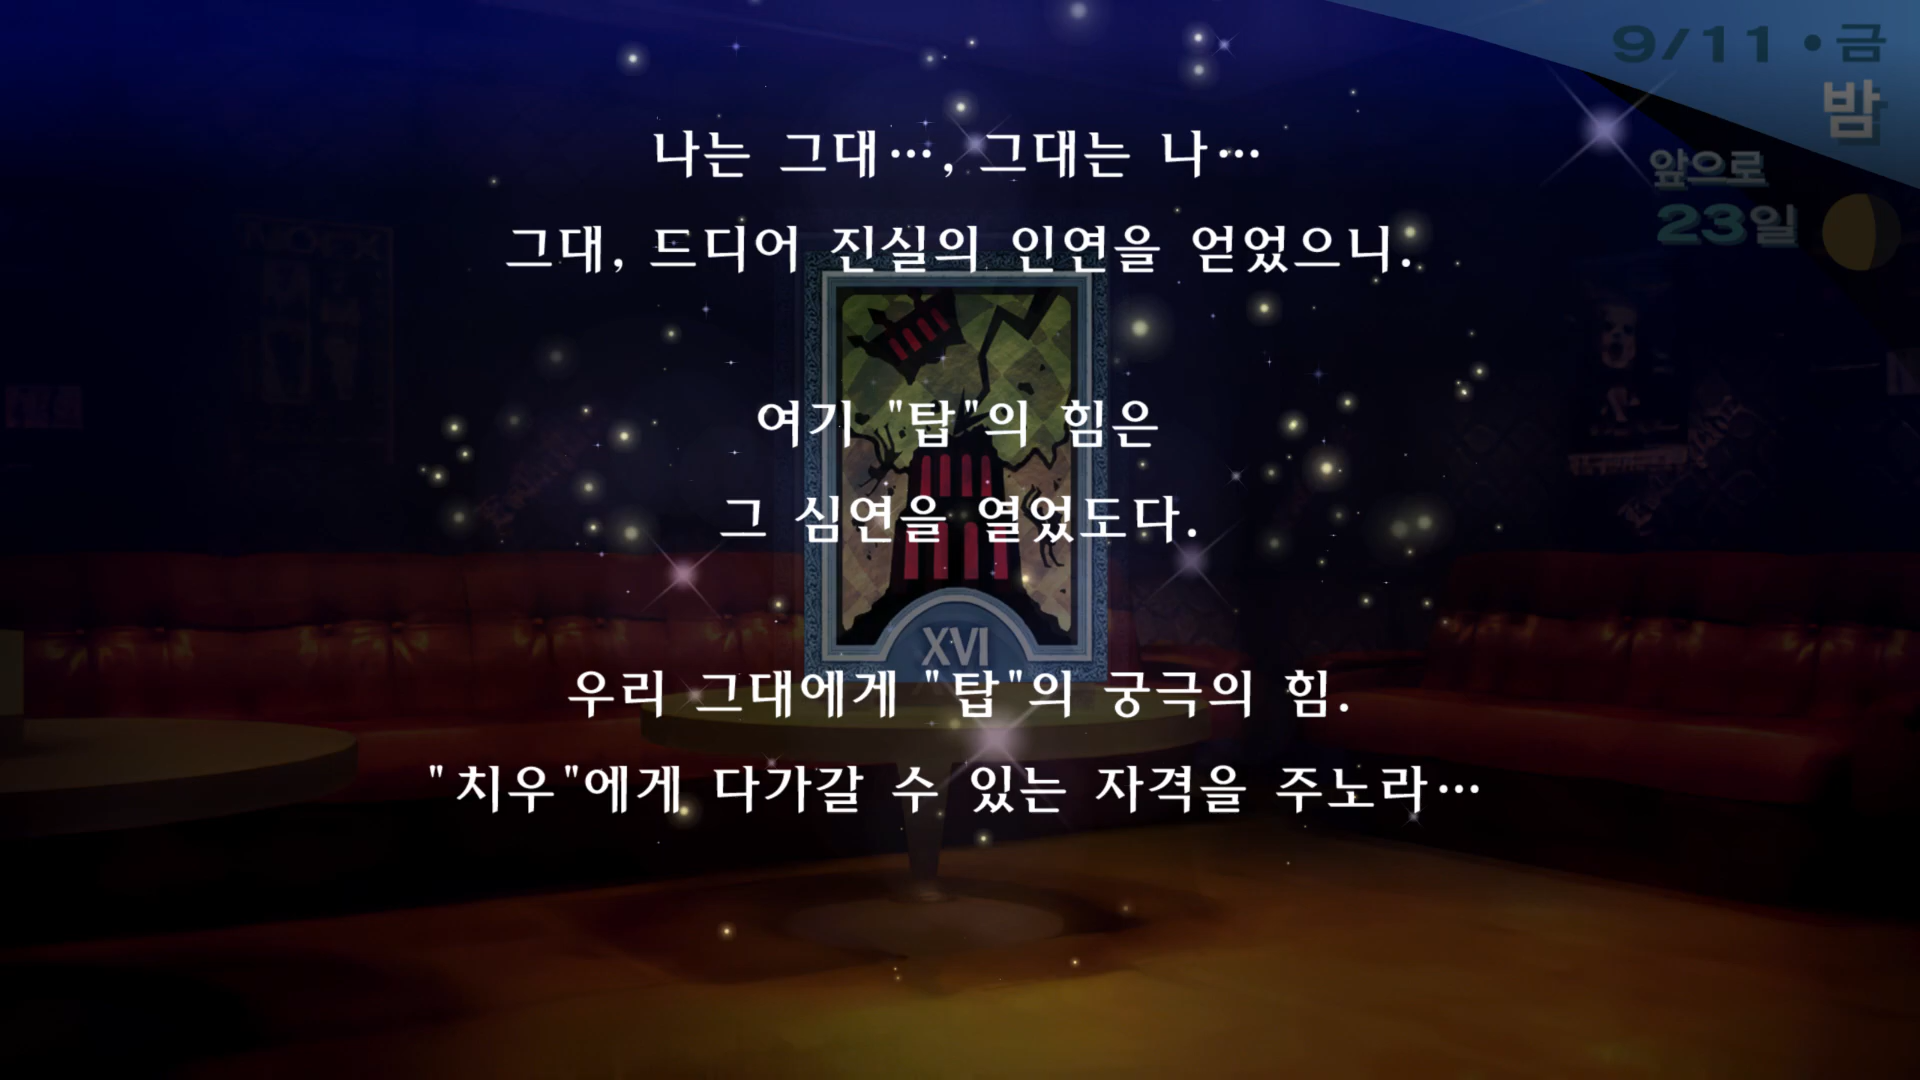 9/11•금
밤
앞으로
23일
나는 그대…, 그대는 나…
그대, 드디어 진실의 인연을 얻었으니.
여기 "탑"의 힘은
그 심연을 열었도다.
XVI
우리 그대에게 "탑"의 궁극의 힘.
"치우"에게 다가갈 수 있는 자격을 주노라…